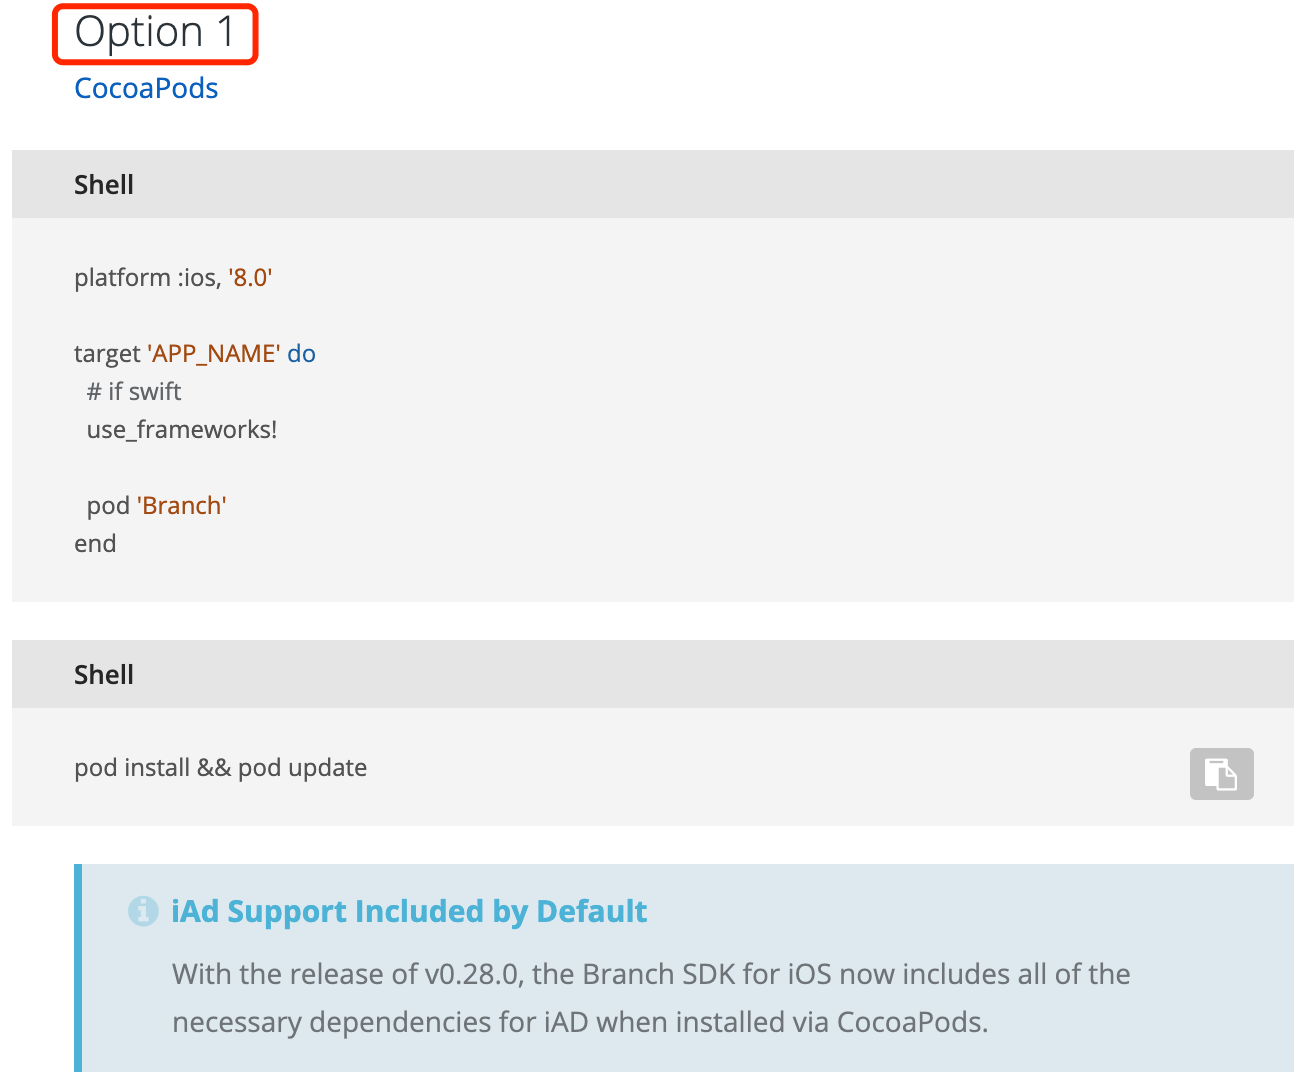 Option 1
CocoaPods
Shell
platform :ios, '8.0'
target 'APP_NAME' do
# if swift
use_frameworks!
pod 'Branch'
end
Shell
pod install && pod update
iAd Support Included by Default
With the release of v0.28.0, the Branch SDK for iOS now includes all of the
necessary dependencies for iAD when installed via CocoaPods.